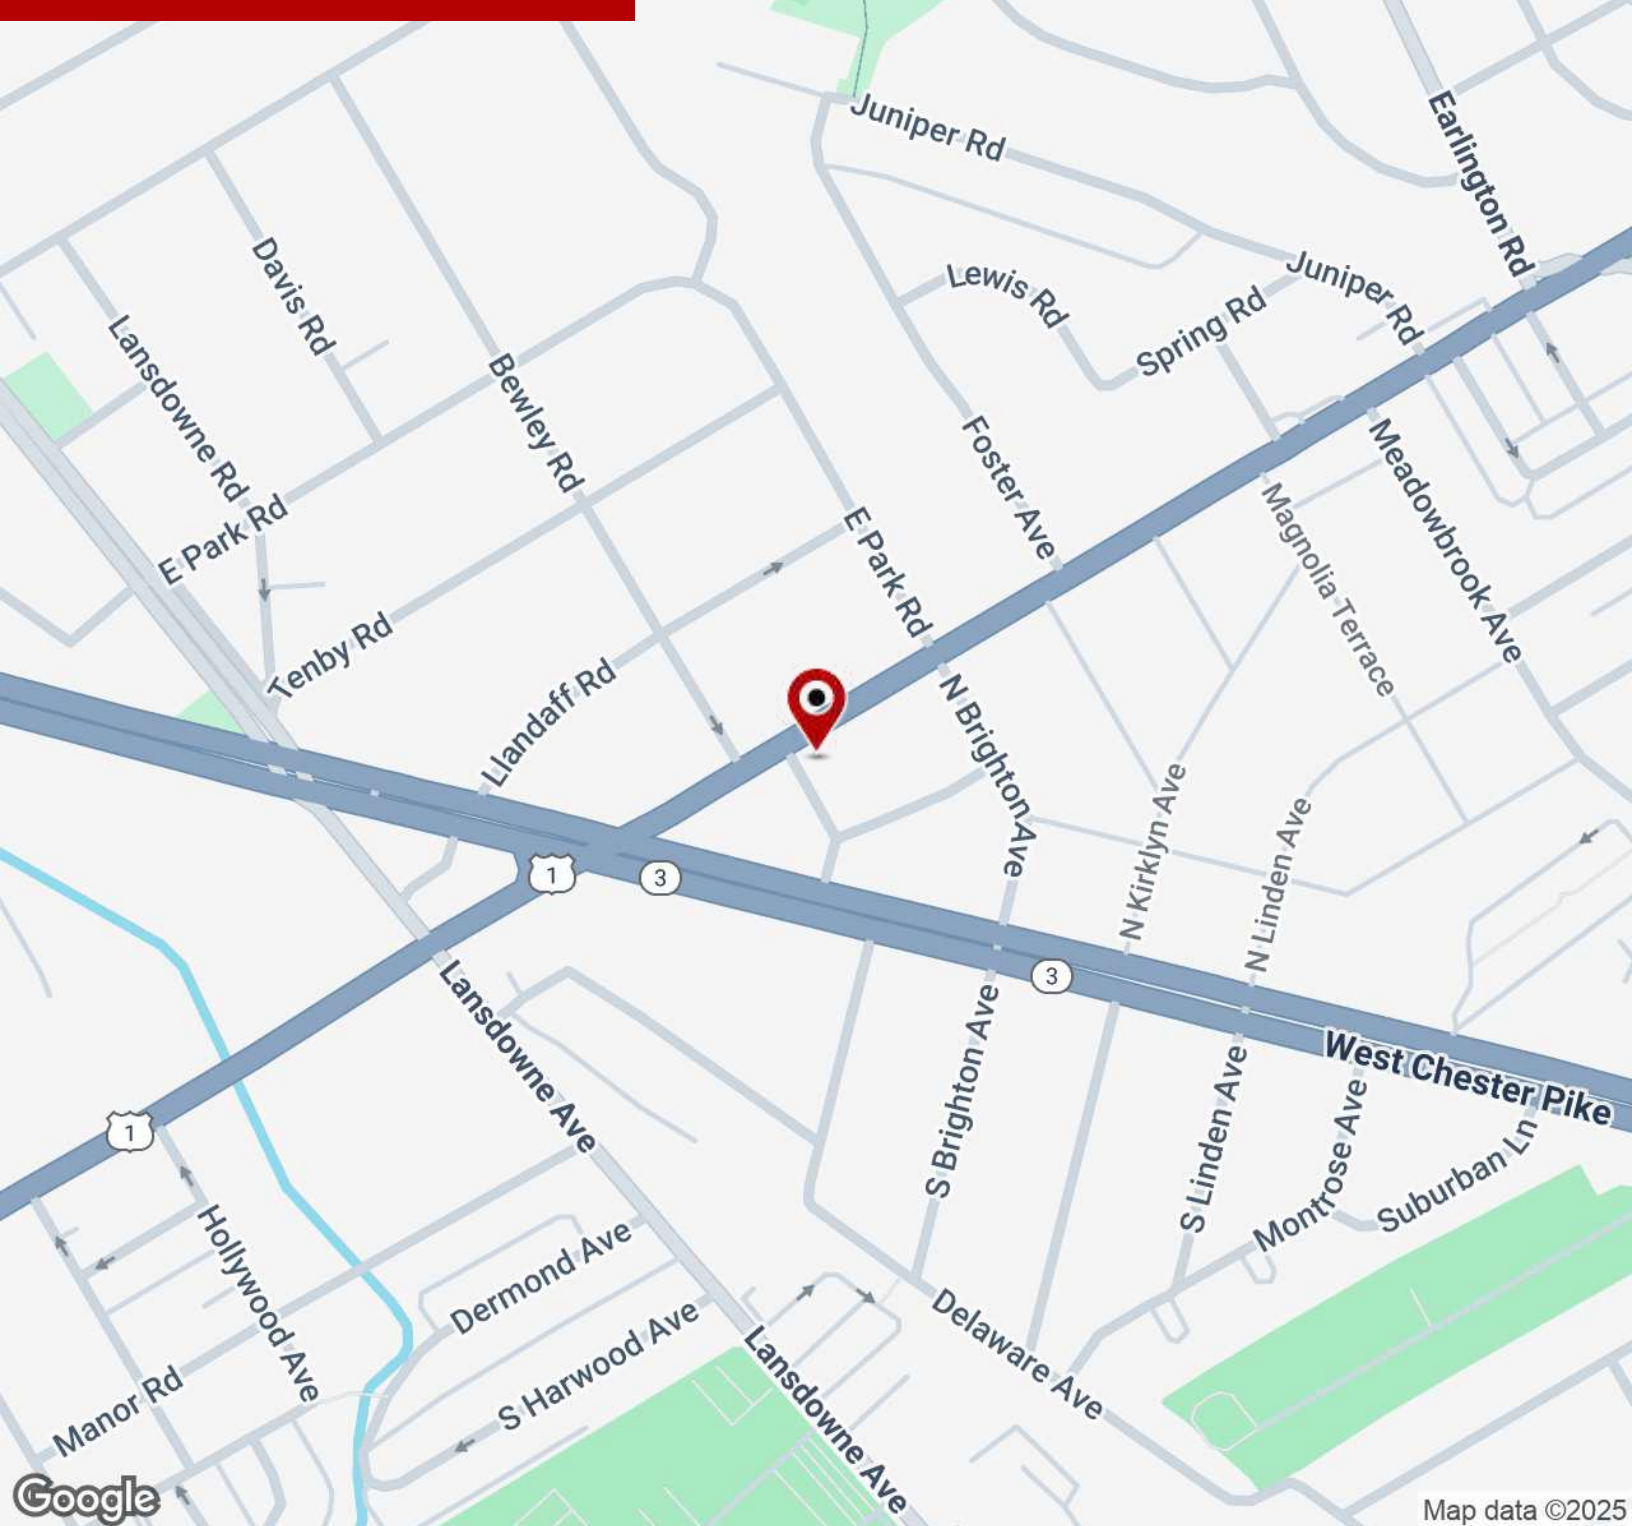 Juniper Rd
Earlington Rd
Davis Rd
Lewis Rd
Juniper Rd
Spring Rd
Lansdowne Rd
Bewley Rd
Foster Ave
Meadowbrook Ave
E Park Rd
Magnolia Terrace
E Park Rd
Tenby Rd
Llandaff Rd
N Brighton Ave
N Kirklyn Ave
N Linden Ave
1
3
3
Lansdowne Ave
S Brighton Ave
West Chester Pike
1
S Linden Ave
Montrose Ave
Suburban Ln
Hollywood Ave
Dermond Ave
S Harwood Ave
Delaware Ave
Manor Rd
Lansdowne Ave
Google
Map data ©2025